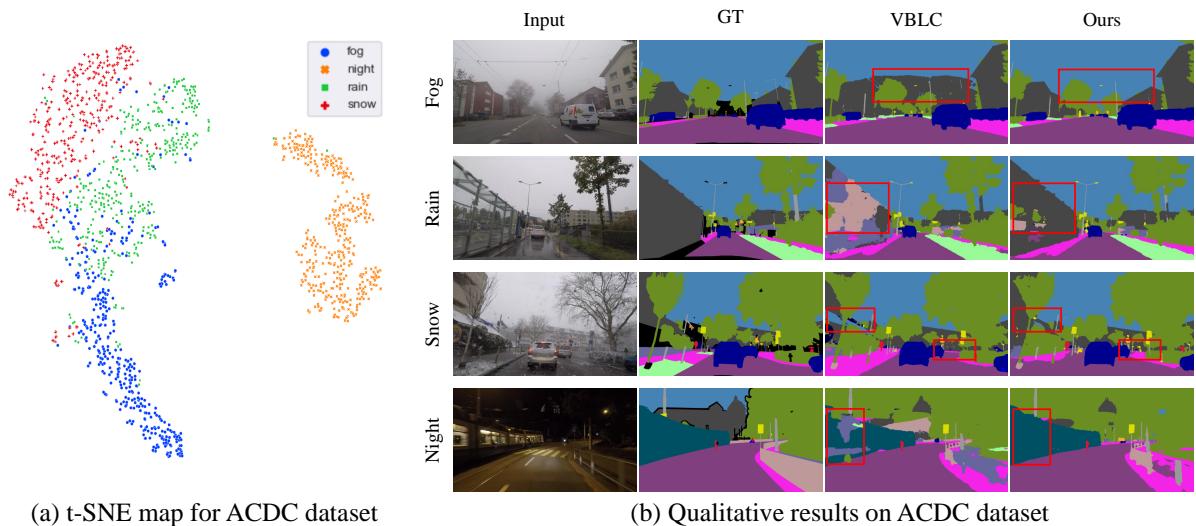 fog
night
rain
snow
(a) t-SNE map for ACDC dataset
Input GT VBLC Ours
Fog
Rain
Snow
Night
(b) Qualitative results on ACDC dataset